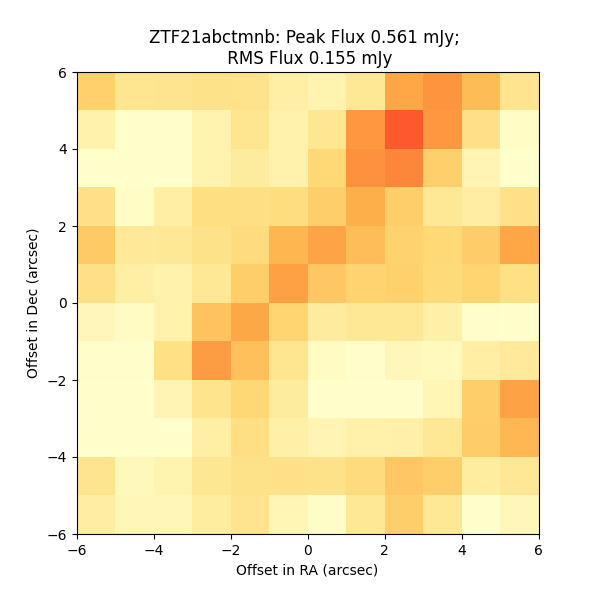 ZTF21abctmnb: Peak Flux 0.561 mJy;
RMS Flux 0.155 mJy
6
4
2
0
−2
−4
−6
Offset in Dec (arcsec)
−6 −4 −2 0 2 4 6
Offset in RA (arcsec)